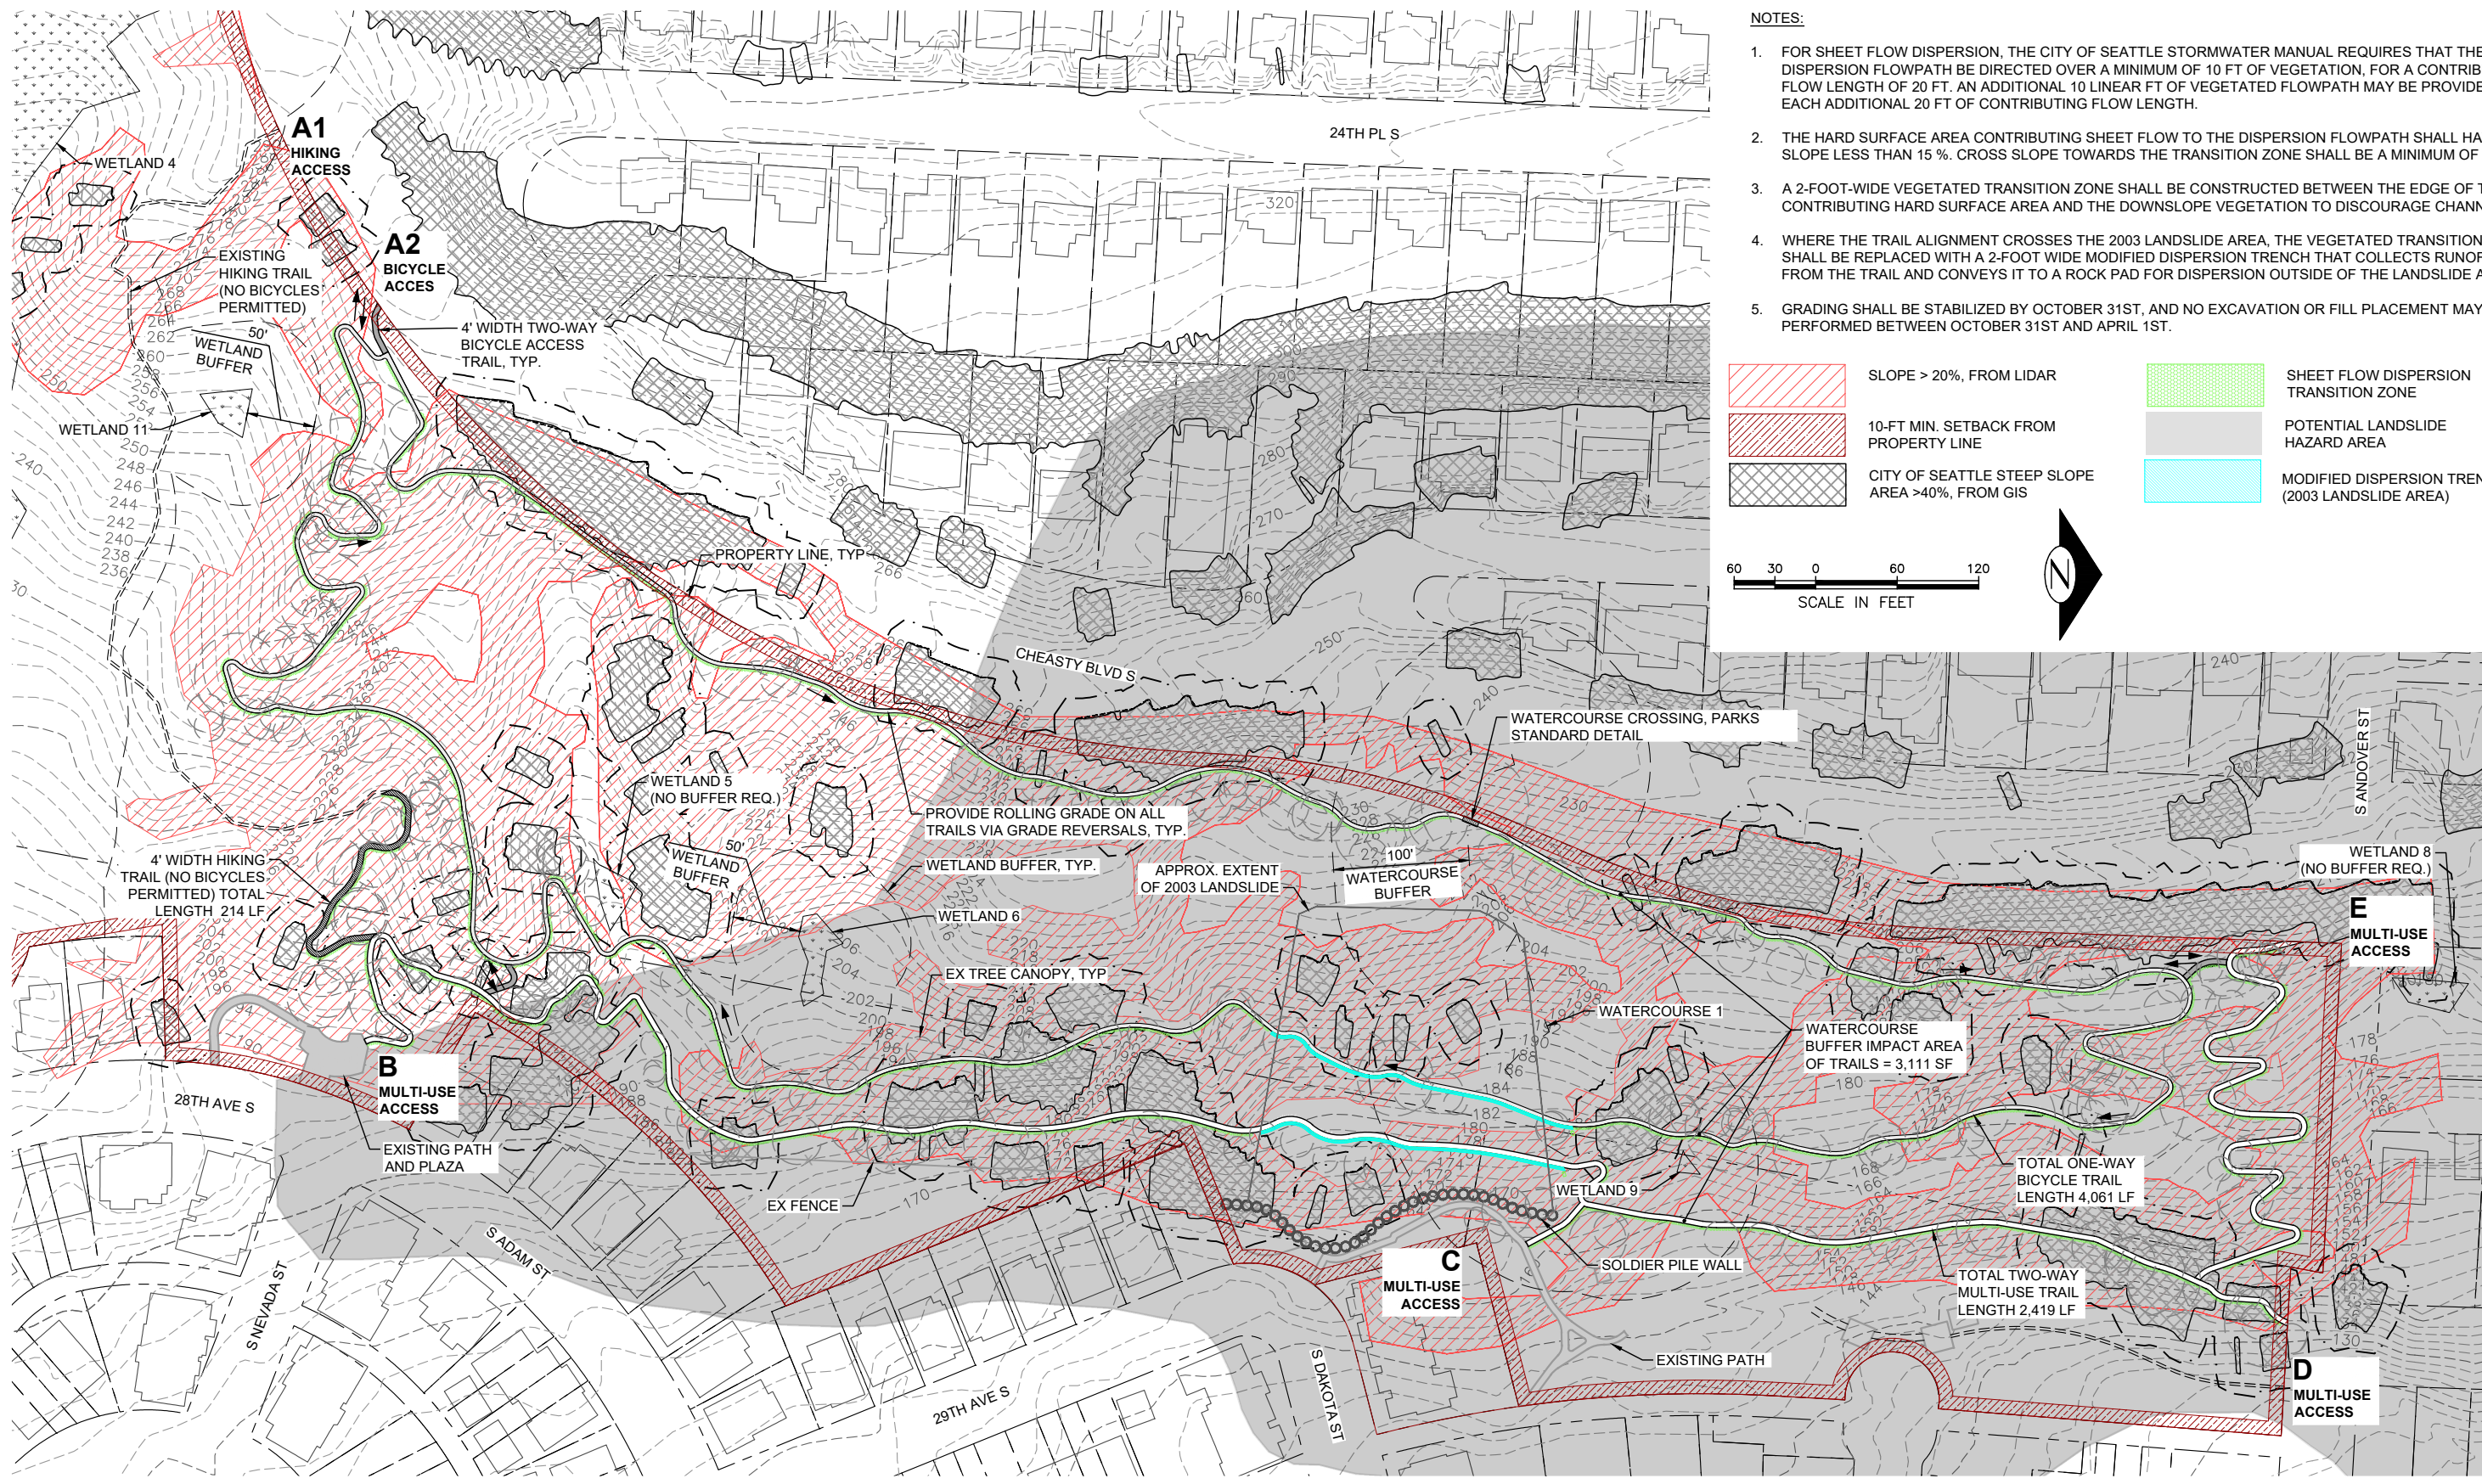 NOTES:
1. FOR SHEET FLOW DISPERSION, THE CITY OF SEATTLE STORMWATER MANUAL REQUIRES THAT THE
DISPERSION FLOWPATH BE DIRECTED OVER A MINIMUM OF 10 FT OF VEGETATION, FOR A CONTRIB
FLOW LENGTH OF 20 FT. AN ADDITIONAL 10 LINEAR FT OF VEGETATED FLOWPATH MAY BE PROVIDE
EACH ADDITIONAL 20 FT OF CONTRIBUTING FLOW LENGTH.
2. THE HARD SURFACE AREA CONTRIBUTING SHEET FLOW TO THE DISPERSION FLOWPATH SHALL HA
SLOPE LESS THAN 15 %. CROSS SLOPE TOWARDS THE TRANSITION ZONE SHALL BE A MINIMUM OF
3. A 2-FOOT-WIDE VEGETATED TRANSITION ZONE SHALL BE CONSTRUCTED BETWEEN THE EDGE OF T
CONTRIBUTING HARD SURFACE AREA AND THE DOWNSLOPE VEGETATION TO DISCOURAGE CHANN
4. WHERE THE TRAIL ALIGNMENT CROSSES THE 2003 LANDSLIDE AREA, THE VEGETATED TRANSITION
SHALL BE REPLACED WITH A 2-FOOT WIDE MODIFIED DISPERSION TRENCH THAT COLLECTS RUNOF
FROM THE TRAIL AND CONVEYS IT TO A ROCK PAD FOR DISPERSION OUTSIDE OF THE LANDSLIDE A
5. GRADING SHALL BE STABILIZED BY OCTOBER 31ST, AND NO EXCAVATION OR FILL PLACEMENT MAY
PERFORMED BETWEEN OCTOBER 31ST AND APRIL 1ST.
SLOPE > 20%, FROM LIDAR
10-FT MIN. SETBACK FROM
PROPERTY LINE
CITY OF SEATTLE STEEP SLOPE
AREA >40%, FROM GIS
SHEET FLOW DISPERSION
TRANSITION ZONE
POTENTIAL LANDSLIDE
HAZARD AREA
MODIFIED DISPERSION TREN
(2003 LANDSLIDE AREA)
60 30 0 60 120
SCALE IN FEET
N
A1
HIKING
ACCESS
WETLAND 4
24TH PL S
320
A2
BICYCLE
ACCES
EXISTING
HIKING TRAIL
(NO BICYCLES
PERMITTED)
50'
WETLAND
BUFFER
4' WIDTH TWO-WAY
BICYCLE ACCESS
TRAIL, TYP.
WETLAND 11
PROPERTY LINE, TYP
CHEASTY BLVD S
WATERCOURSE CROSSING, PARKS
STANDARD DETAIL
S ANDOVER ST
WETLAND 5
(NO BUFFER REQ.)
PROVIDE ROLLING GRADE ON ALL
TRAILS VIA GRADE REVERSALS, TYP.
50'
WETLAND
BUFFER
WETLAND BUFFER, TYP.
APPROX. EXTENT
OF 2003 LANDSLIDE
100'
WATERCOURSE
BUFFER
4' WIDTH HIKING
TRAIL (NO BICYCLES
PERMITTED) TOTAL
LENGTH 214 LF
WETLAND 8
(NO BUFFER REQ.)
WETLAND 6
E
MULTI-USE
ACCESS
EX TREE CANOPY, TYP
WATERCOURSE 1
WATERCOURSE
BUFFER IMPACT AREA
OF TRAILS = 3,111 SF
B
MULTI-USE
ACCESS
28TH AVE S
EXISTING PATH
AND PLAZA
EX FENCE
WETLAND 9
TOTAL ONE-WAY
BICYCLE TRAIL
LENGTH 4,061 LF
S ADAM ST
S NEVADA ST
C
MULTI-USE
ACCESS
SOLDIER PILE WALL
TOTAL TWO-WAY
MULTI-USE TRAIL
LENGTH 2,419 LF
EXISTING PATH
S DAKOTA ST
29TH AVE S
D
MULTI-USE
ACCESS